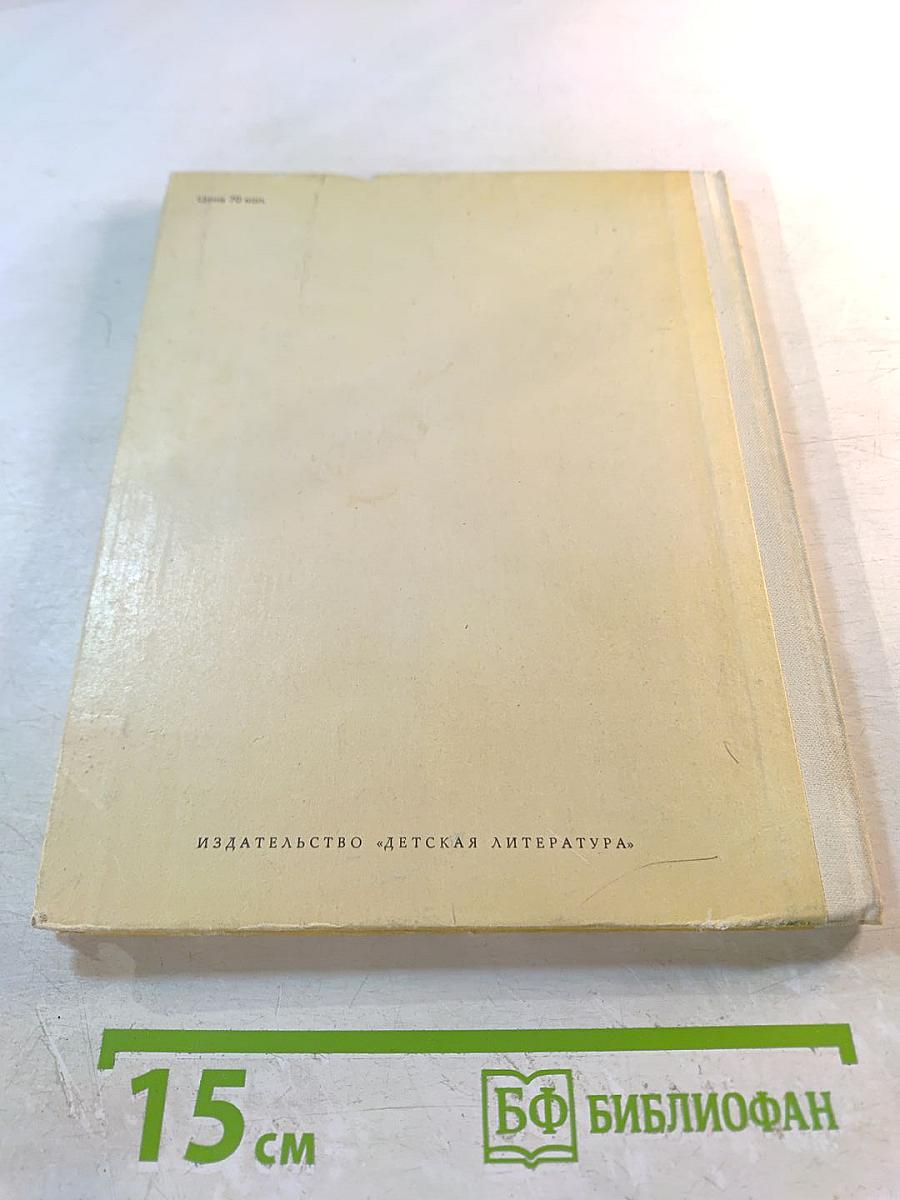 Цена 70 коп.
ИЗДАТЕЛЬСТВО «ДЕТСКАЯ ЛИТЕРАТУРА»
15 см
БФ БИБЛИОФАН